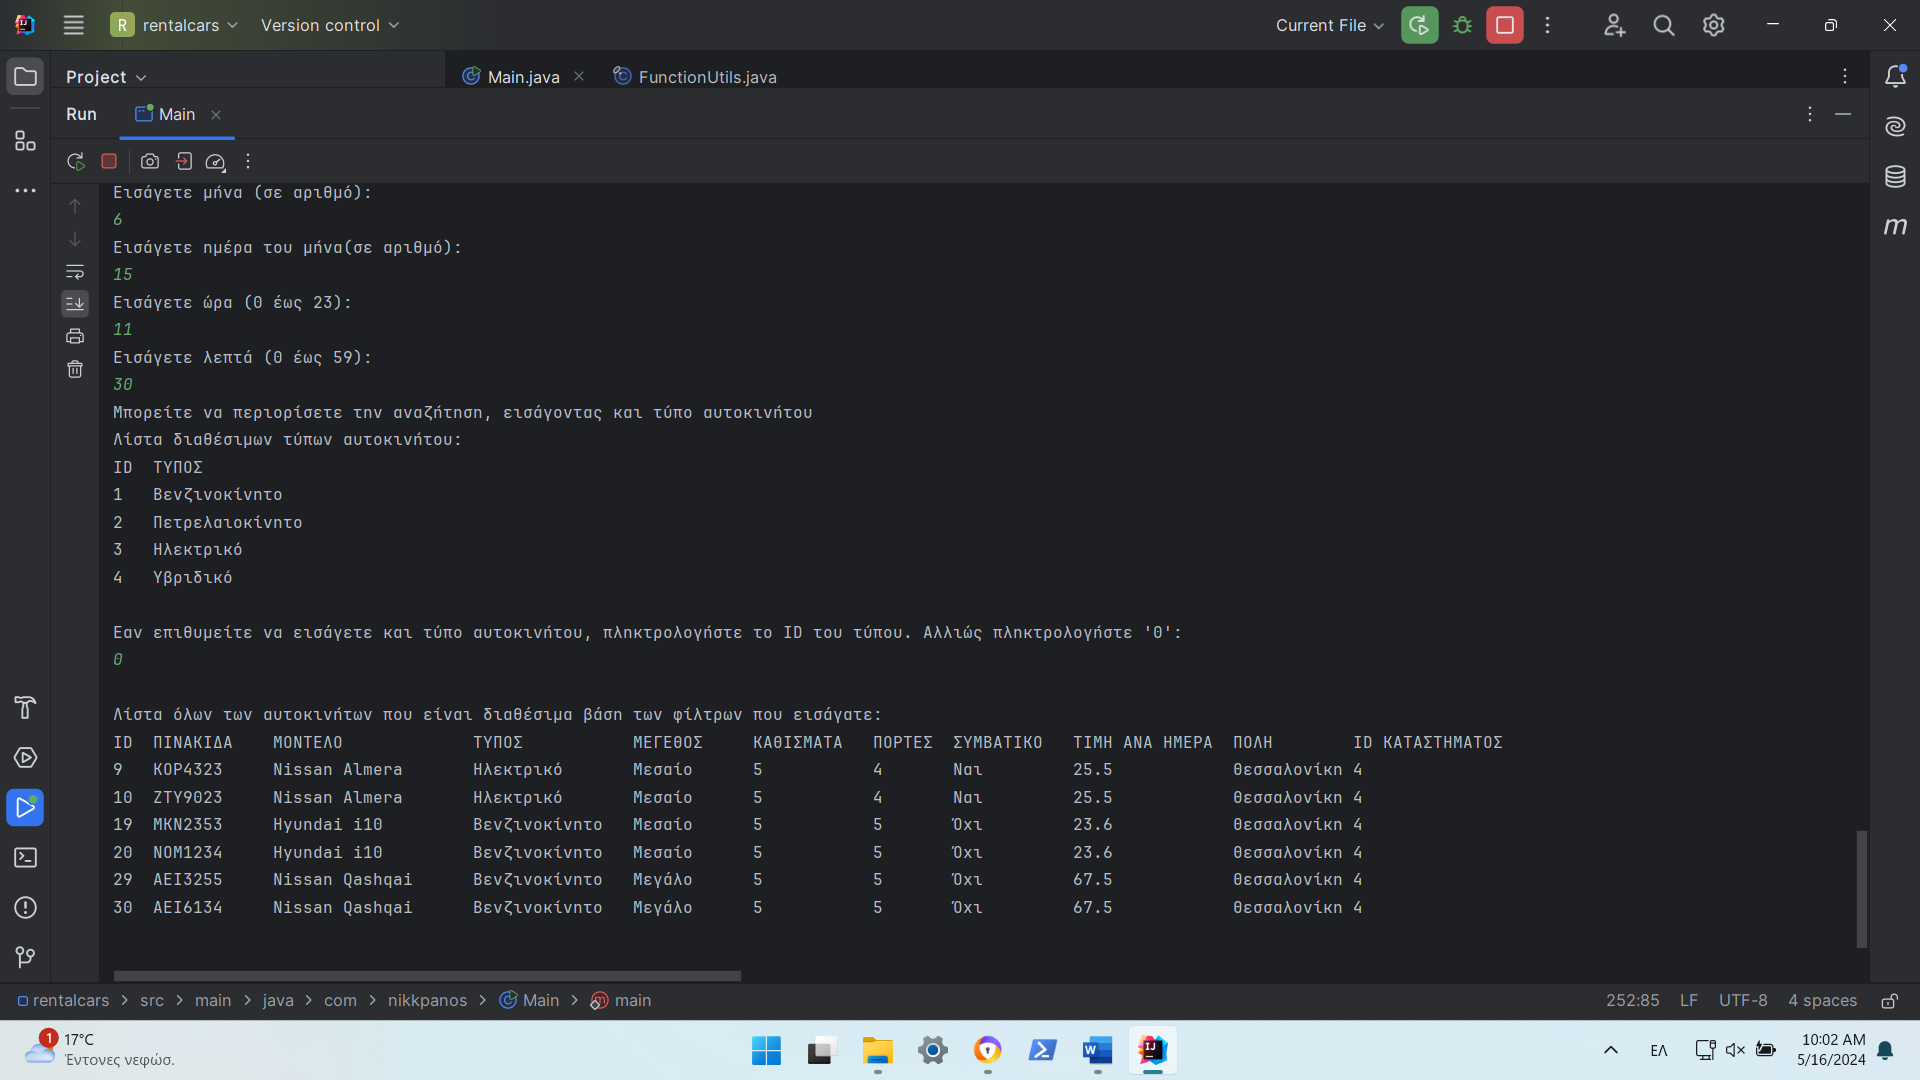 R rentalcars Version control Current File
Project Main.java FunctionUtils.java
Run Main
Εισάγετε μήνα (σε αριθμό):
6
Εισάγετε ημέρα του μήνα(σε αριθμό):
15
Εισάγετε ώρα (0 έως 23):
11
Εισάγετε λεπτά (0 έως 59):
30
Μπορείτε να περιορίσετε την αναζήτηση, εισάγοντας και τύπο αυτοκινήτου
Λίστα διαθέσιμων τύπων αυτοκινήτου:
ID ΤΥΠΟΣ
1 Βενζινοκίνητο
2 Πετρελαιοκίνητο
3 Ηλεκτρικό
4 Υβριδικό
Εαν επιθυμείτε να εισάγετε και τύπο αυτοκινήτου, πληκτρολογήστε το ID του τύπου. Αλλιώς πληκτρολογήστε '0':
0
Λίστα όλων των αυτοκινήτων που είναι διαθέσιμα βάση των φίλτρων που εισάγατε:
ID ΠΙΝΑΚΙΔΑ ΜΟΝΤΕΛΟ ΤΥΠΟΣ ΜΕΓΕΘΟΣ ΚΑΘΙΣΜΑΤΑ ΠΟΡΤΕΣ ΣΥΜΒΑΤΙΚΟ ΤΙΜΗ ΑΝΑ ΗΜΕΡΑ ΠΟΛΗ ID ΚΑΤΑΣΤΗΜΑΤΟΣ
9 ΚΟΡ4323 Nissan Almera Ηλεκτρικό Μεσαίο 5 4 Ναι 25.5 Θεσσαλονίκη 4
10 ΖΤΥ9023 Nissan Almera Ηλεκτρικό Μεσαίο 5 4 Ναι 25.5 Θεσσαλονίκη 4
19 ΜΚΝ2353 Hyundai i10 Βενζινοκίνητο Μεσαίο 5 5 Όχι 23.6 Θεσσαλονίκη 4
20 ΝΟΜ1234 Hyundai i10 Βενζινοκίνητο Μεσαίο 5 5 Όχι 23.6 Θεσσαλονίκη 4
29 ΑΕΙ3255 Nissan Qashqai Βενζινοκίνητο Μεγάλο 5 5 Όχι 67.5 Θεσσαλονίκη 4
30 ΑΕΙ6134 Nissan Qashqai Βενζινοκίνητο Μεγάλο 5 5 Όχι 67.5 Θεσσαλονίκη 4
rentalcars > src > main > java > com > nikkpanos > Main > main 252:85 LF UTF-8 4 spaces
1 17°C ΕΛ 10:02 AM
Έντονες νεφώσ. 5/16/2024